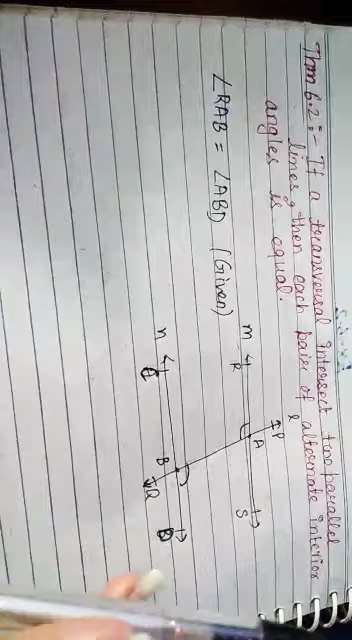 Thm 6.2:- If a transversal intersect two parallel
lines, then each pair of alternate interior
angles is equal.
∠RAB = ∠ABD (Given)
l
P
m
R
A
S
n
B
D
Q